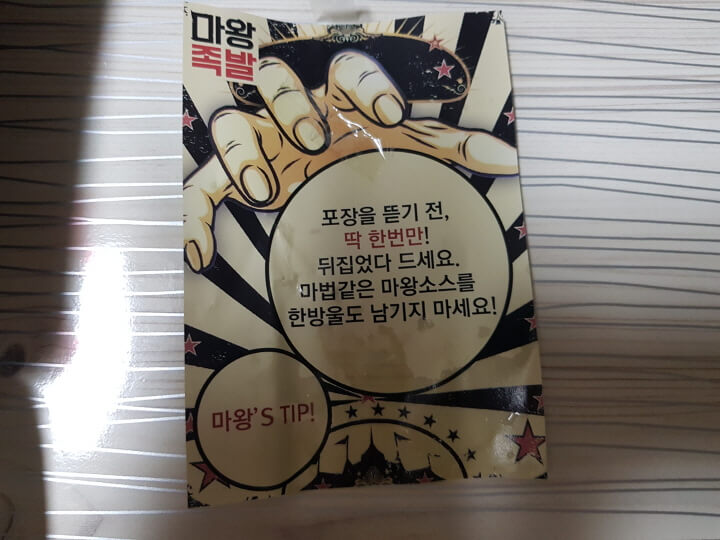 마왕
족발
포장을 뜯기 전,
딱 한번만!
뒤집었다 드세요.
마법같은 마왕소스를
한방울도 남기지 마세요!
마왕'S TIP!